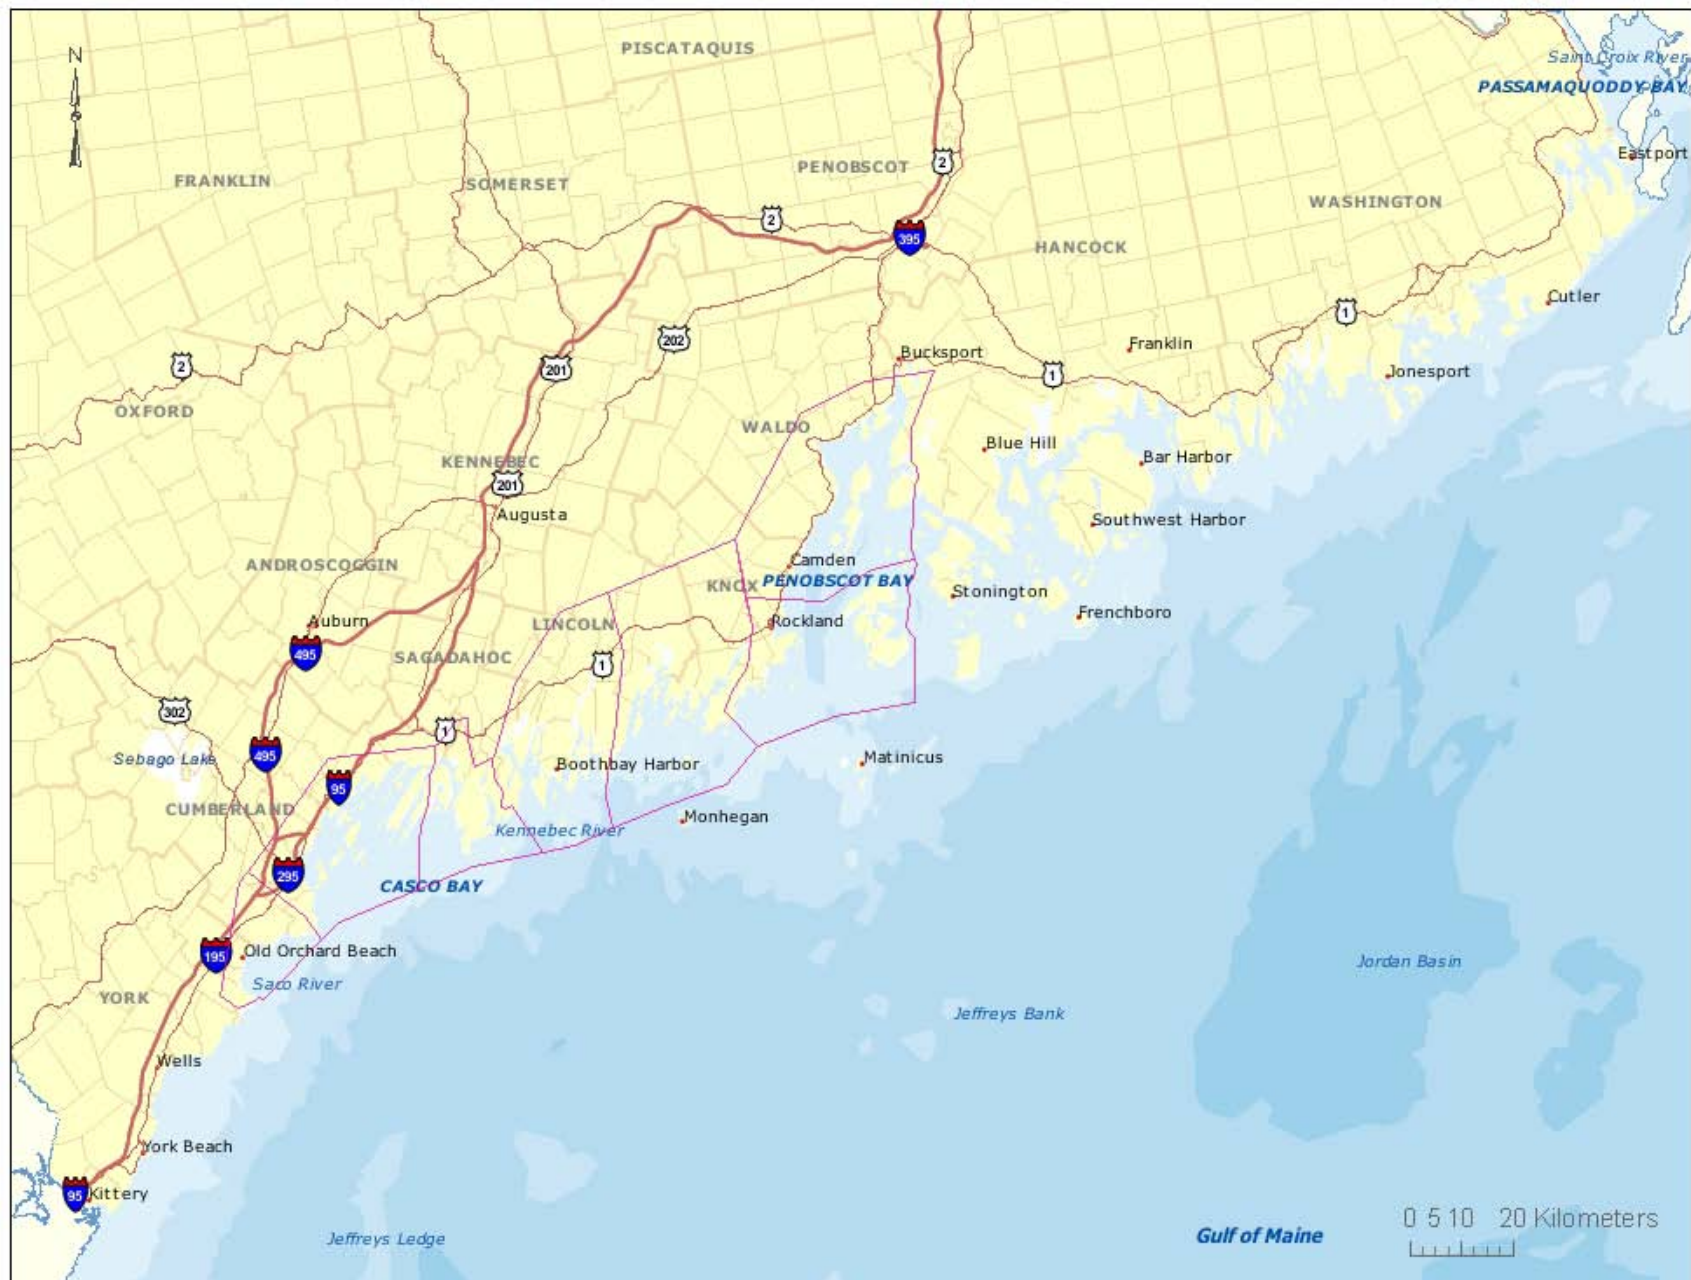 PISCATAQUIS
N
Saint Croix River
PASSAMAQUODDY BAY
Eastport
2
PENOBSCOT
FRANKLIN
SOMERSET
WASHINGTON
2
395
HANCOCK
Cutler
1
202
Bucksport
Franklin
2
201
1
Jonesport
OXFORD
WALDO
Blue Hill
KENNEBEC
Bar Harbor
201
Augusta
Southwest Harbor
ANDROSCOGGIN
Camden
KNOX
PENOBSCOT BAY
Stonington
Auburn
LINCOLN
Rockland
Frenchboro
495
SAGADAHOC
1
302
1
495
Sebago Lake
Boothbay Harbor
Matinicus
95
CUMBERLAND
Monhegan
Kennebec River
295
CASCO BAY
195
Old Orchard Beach
Jordan Basin
Saco River
YORK
Jeffreys Bank
Wells
York Beach
95
Kittery
Jeffreys Ledge
Gulf of Maine
0 5 10 20 Kilometers